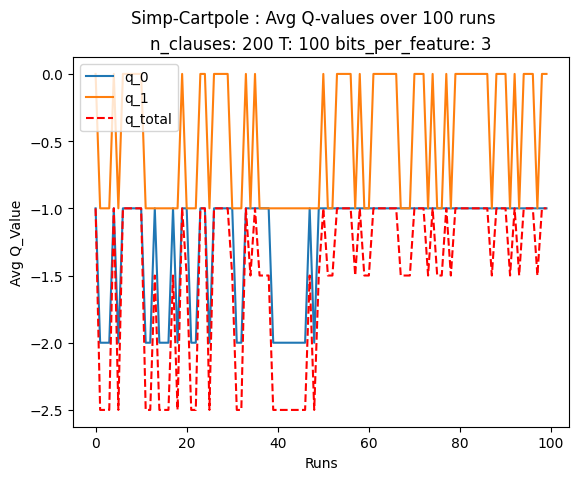 Simp-Cartpole : Avg Q-values over 100 runs
n_clauses: 200 T: 100 bits_per_feature: 3
q_0
q_1
q_total
0.0
−0.5
−1.0
−1.5
−2.0
−2.5
Avg Q_Value
0 20 40 60 80 100
Runs